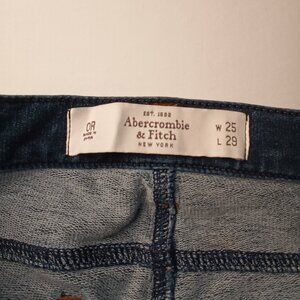 0R
EST. 1892
Abercrombie
& Fitch
NEW YORK
W 25
L 29